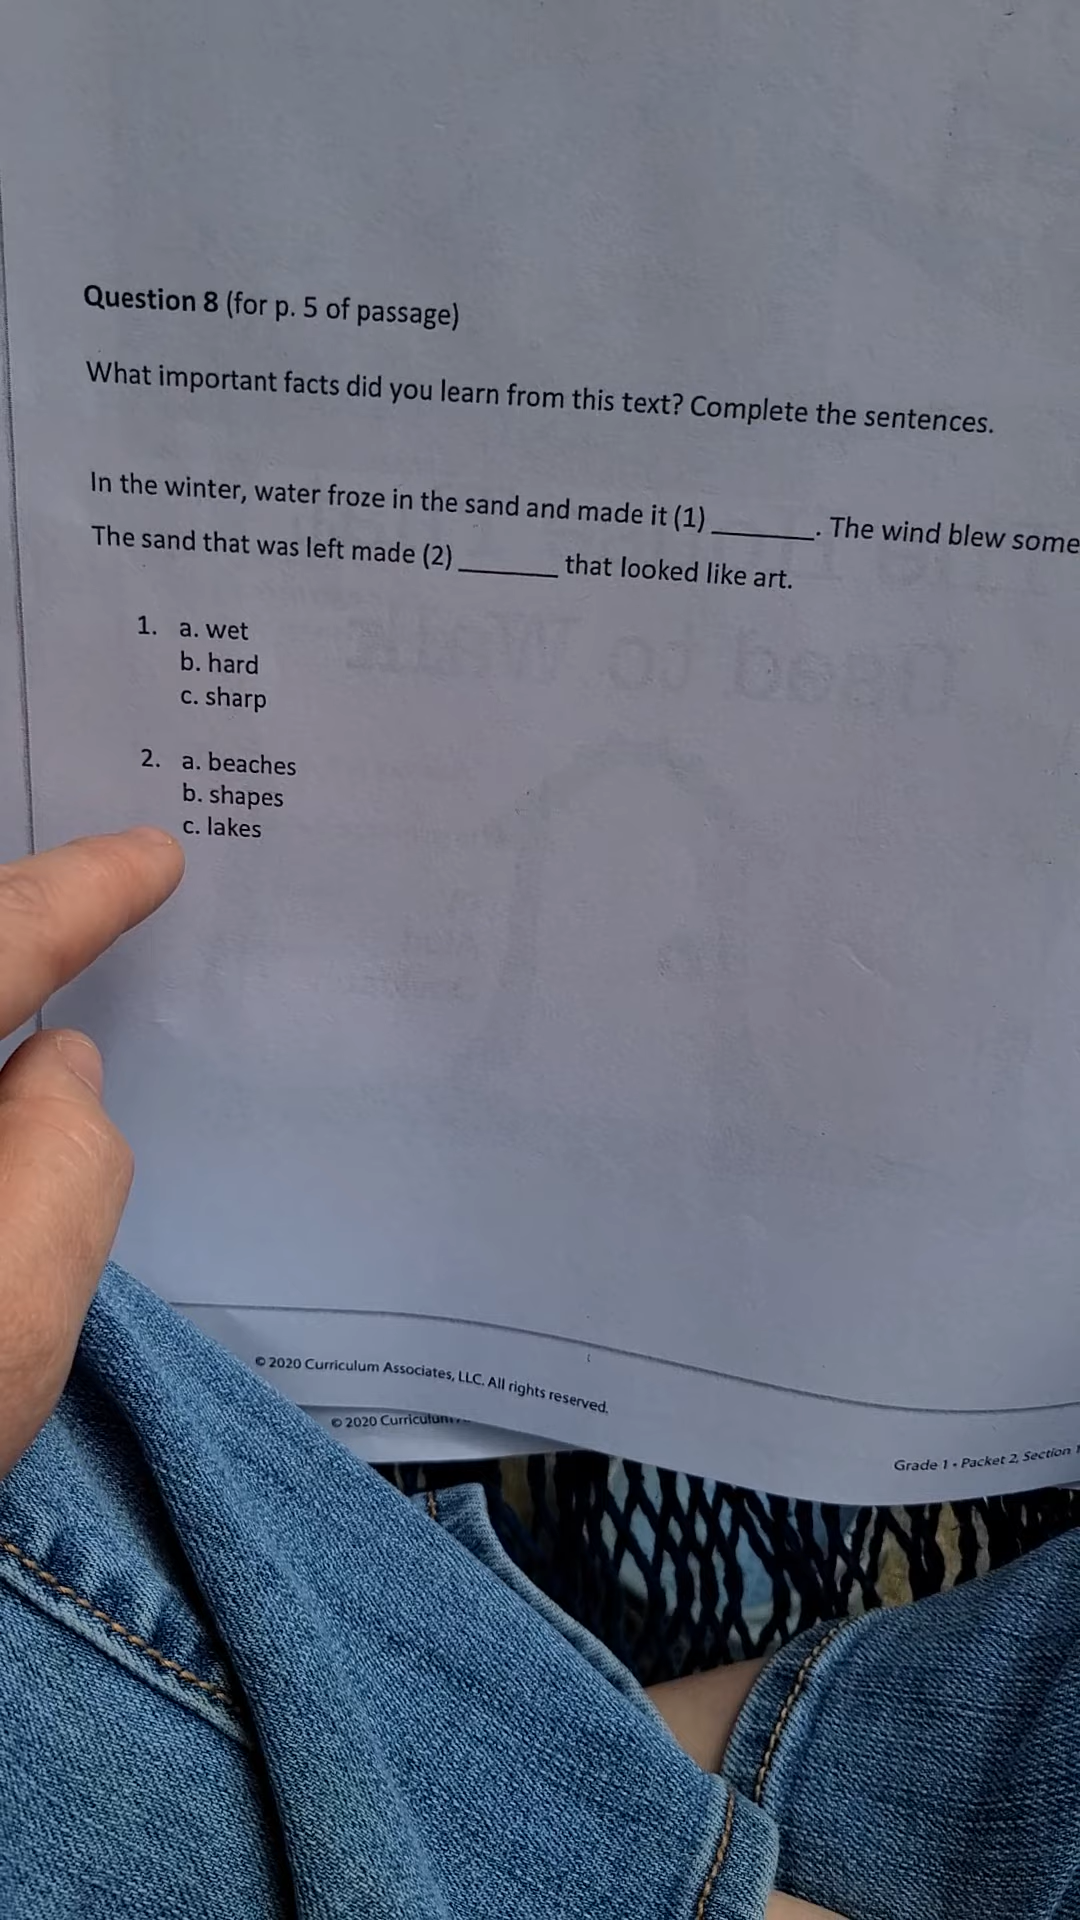 Question 8 (for p. 5 of passage)
What important facts did you learn from this text? Complete the sentences.
In the winter, water froze in the sand and made it (1) ______. The wind blew some
The sand that was left made (2) ______ that looked like art.
1. a. wet
b. hard
c. sharp
2. a. beaches
b. shapes
c. lakes
© 2020 Curriculum Associates, LLC. All rights reserved.
© 2020 Curriculum
Grade 1 • Packet 2, Section 1